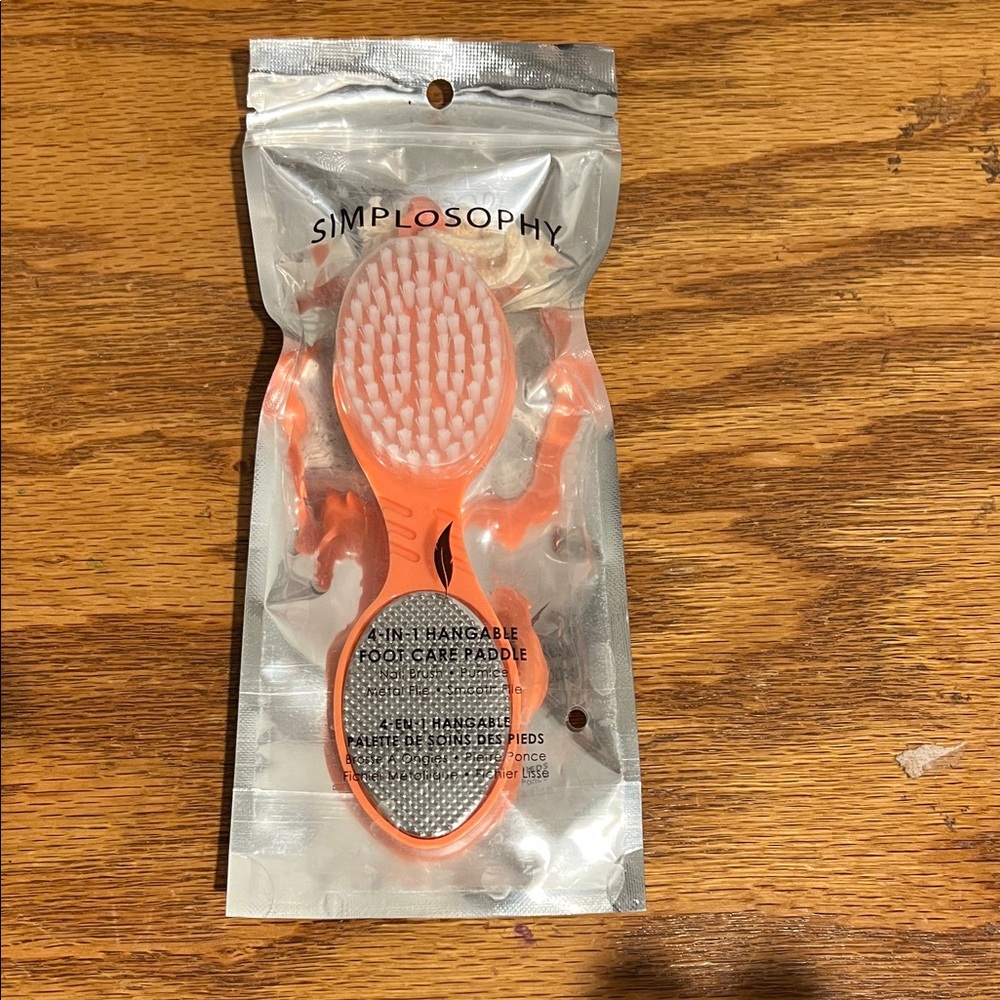 SIMPLOSOPHY
4-IN-1 HANGABLE
FOOT CARE PADDLE
Nail Brush • Pumice
Metal File • Smooth File
4-EN-1 HANGABLE
PALETTE DE SOINS DES PIEDS
Brosse A Ongles • Pierre Ponce
Fichier Metallique • Fichier Lisse